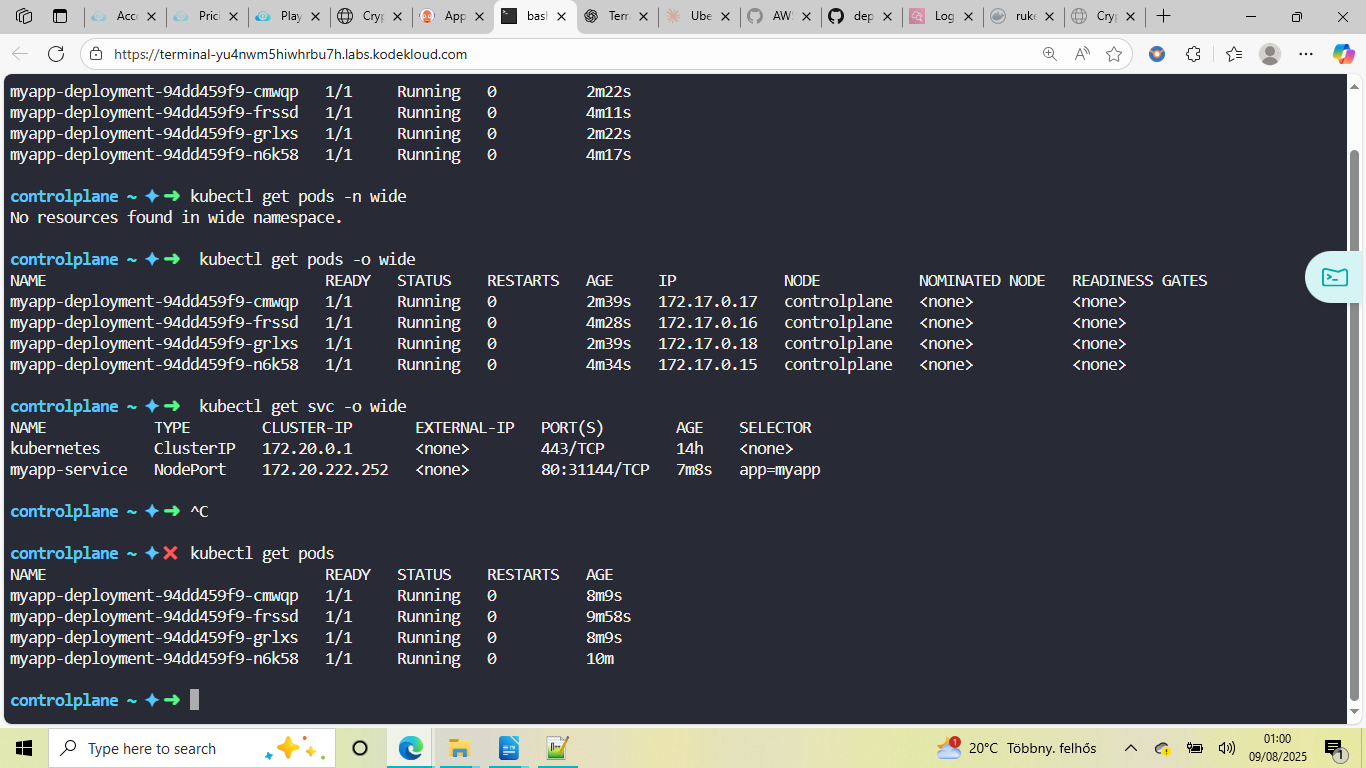 Acc
Pric
Play
Cryp
App
bas
Terr
Ube
AW
dep
Log
ruke
Cryp
https://terminal-yu4nwm5hiwhrbu7h.labs.kodekloud.com
myapp-deployment-94dd459f9-cmwqp 1/1 Running 0 2m22s
myapp-deployment-94dd459f9-frssd 1/1 Running 0 4m11s
myapp-deployment-94dd459f9-grlxs 1/1 Running 0 2m22s
myapp-deployment-94dd459f9-n6k58 1/1 Running 0 4m17s
controlplane ~ ✦ ➜ kubectl get pods -n wide
No resources found in wide namespace.
controlplane ~ ✦ ➜ kubectl get pods -o wide
NAME READY STATUS RESTARTS AGE IP NODE NOMINATED NODE READINESS GATES
myapp-deployment-94dd459f9-cmwqp 1/1 Running 0 2m39s 172.17.0.17 controlplane <none> <none>
myapp-deployment-94dd459f9-frssd 1/1 Running 0 4m28s 172.17.0.16 controlplane <none> <none>
myapp-deployment-94dd459f9-grlxs 1/1 Running 0 2m39s 172.17.0.18 controlplane <none> <none>
myapp-deployment-94dd459f9-n6k58 1/1 Running 0 4m34s 172.17.0.15 controlplane <none> <none>
controlplane ~ ✦ ➜ kubectl get svc -o wide
NAME TYPE CLUSTER-IP EXTERNAL-IP PORT(S) AGE SELECTOR
kubernetes ClusterIP 172.20.0.1 <none> 443/TCP 14h <none>
myapp-service NodePort 172.20.222.252 <none> 80:31144/TCP 7m8s app=myapp
controlplane ~ ✦ ➜ ^C
controlplane ~ ✦ ✖ kubectl get pods
NAME READY STATUS RESTARTS AGE
myapp-deployment-94dd459f9-cmwqp 1/1 Running 0 8m9s
myapp-deployment-94dd459f9-frssd 1/1 Running 0 9m58s
myapp-deployment-94dd459f9-grlxs 1/1 Running 0 8m9s
myapp-deployment-94dd459f9-n6k58 1/1 Running 0 10m
controlplane ~ ✦ ➜
Type here to search
1
20°C Többny. felhős
01:00
09/08/2025
1